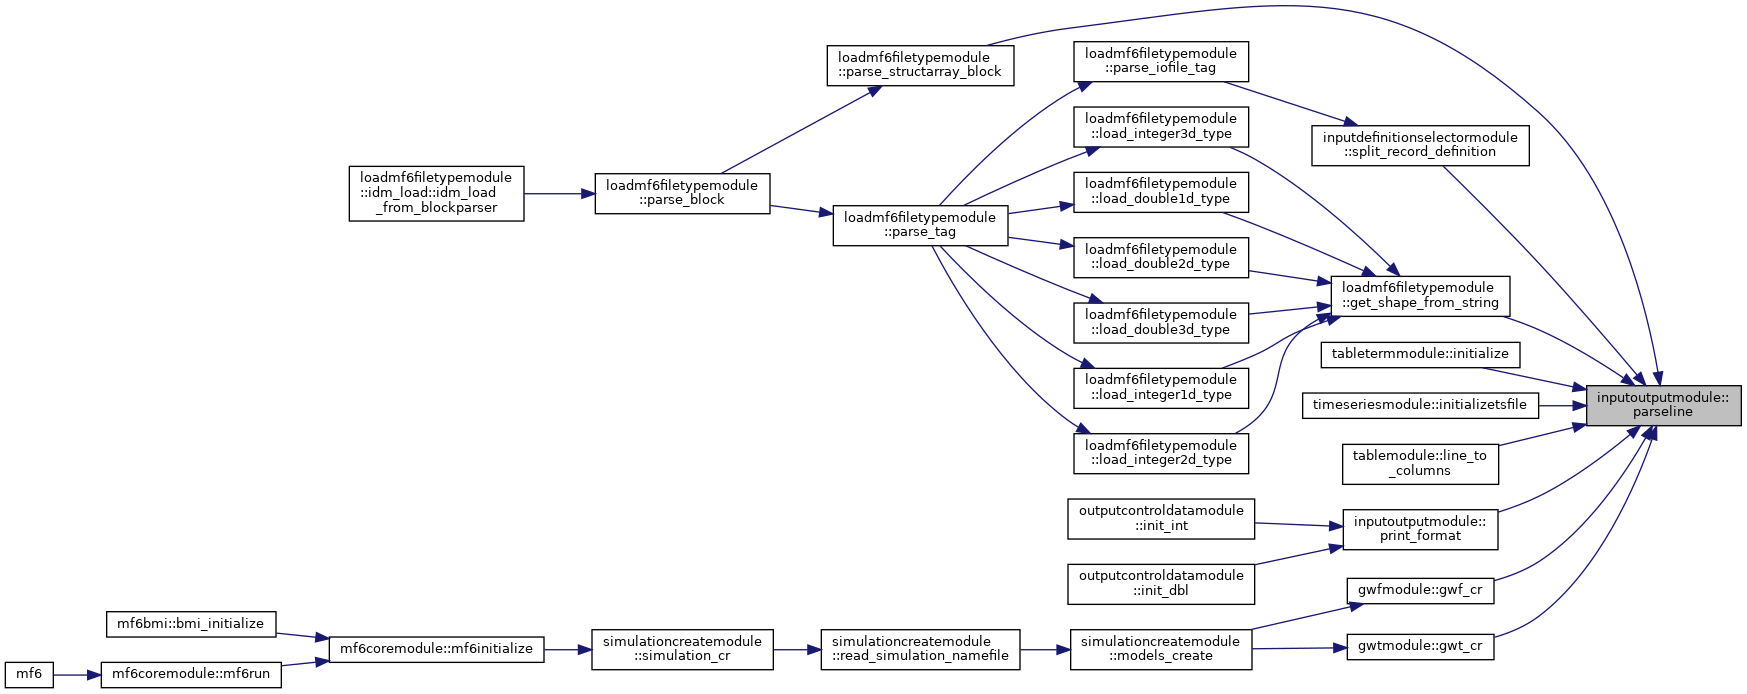 loadmf6filetypemodule
::parse_structarray_block
loadmf6filetypemodule
::parse_iofile_tag
loadmf6filetypemodule
::load_integer3d_type
inputdefinitionselectormodule
::split_record_definition
loadmf6filetypemodule
::idm_load::idm_load
_from_blockparser
loadmf6filetypemodule
::parse_block
loadmf6filetypemodule
::load_double1d_type
loadmf6filetypemodule
::parse_tag
loadmf6filetypemodule
::load_double2d_type
loadmf6filetypemodule
::get_shape_from_string
loadmf6filetypemodule
::load_double3d_type
tabletermmodule::initialize
loadmf6filetypemodule
::load_integer1d_type
timeseriesmodule::initializetsfile
inputoutputmodule::
parseline
loadmf6filetypemodule
::load_integer2d_type
tablemodule::line_to
_columns
outputcontroldatamodule
::init_int
inputoutputmodule::
print_format
outputcontroldatamodule
::init_dbl
gwfmodule::gwf_cr
mf6bmi::bmi_initialize
mf6coremodule::mf6initialize
simulationcreatemodule
::simulation_cr
simulationcreatemodule
::read_simulation_namefile
simulationcreatemodule
::models_create
gwtmodule::gwt_cr
mf6
mf6coremodule::mf6run